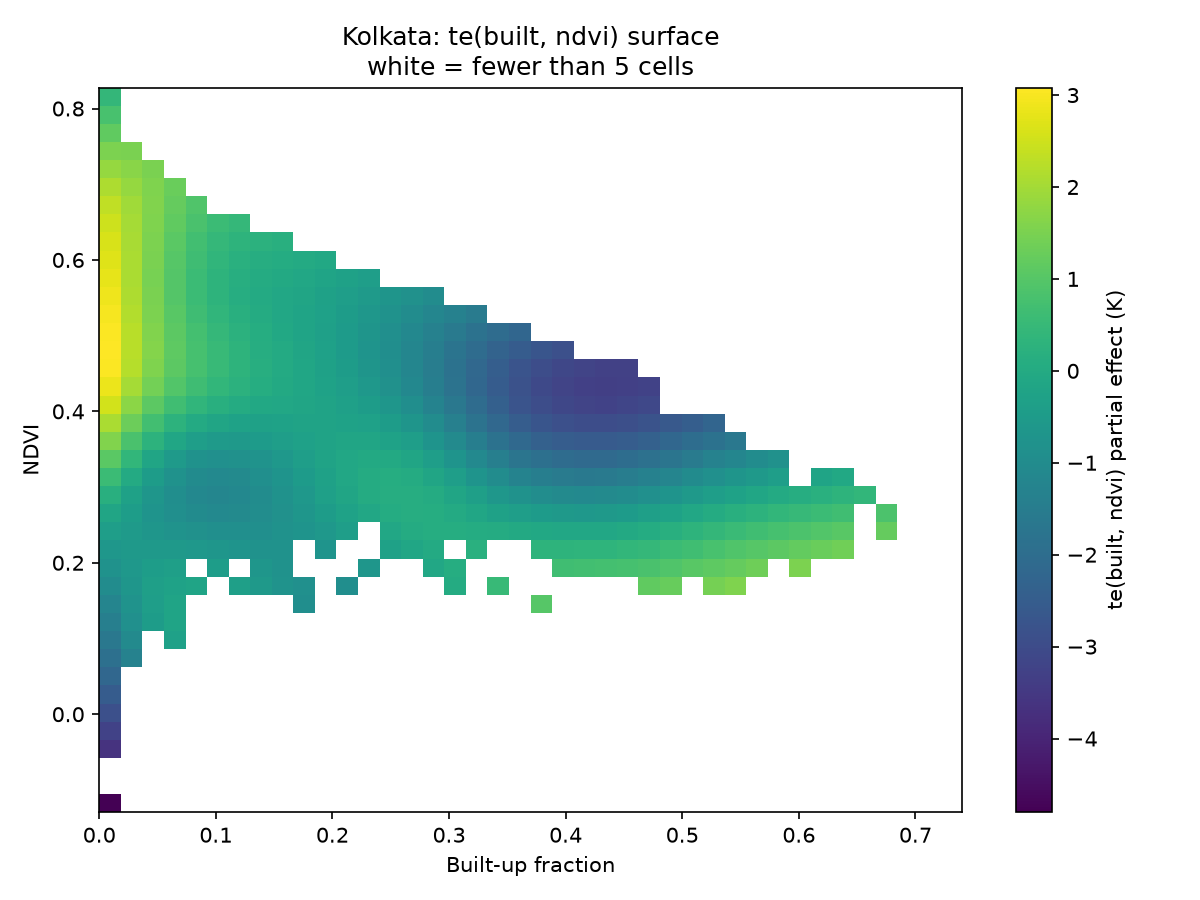 Kolkata: te(built, ndvi) surface
white = fewer than 5 cells
NDVI
0.8
0.6
0.4
0.2
0.0
0.0 0.1 0.2 0.3 0.4 0.5 0.6 0.7
Built-up fraction
3
2
1
0
−1
−2
−3
−4
te(built, ndvi) partial effect (K)